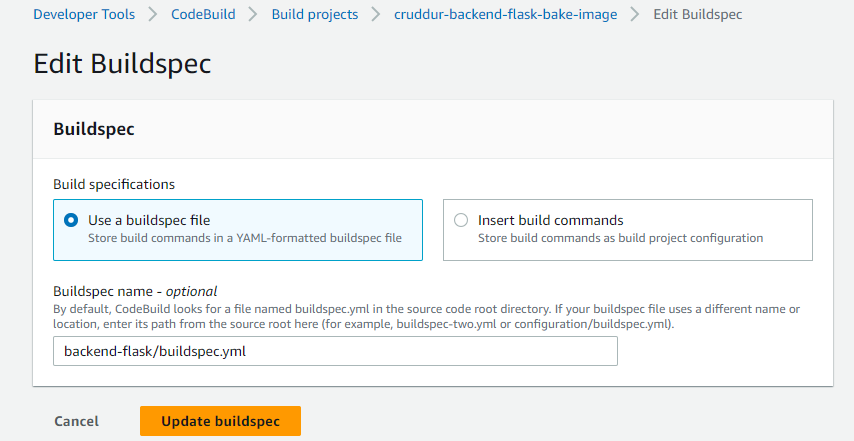 Developer Tools > CodeBuild > Build projects > cruddur-backend-flask-bake-image > Edit Buildspec
Edit Buildspec
Buildspec
Build specifications
Use a buildspec file
Store build commands in a YAML-formatted buildspec file
Insert build commands
Store build commands as build project configuration
Buildspec name - optional
By default, CodeBuild looks for a file named buildspec.yml in the source code root directory. If your buildspec file uses a different name or
location, enter its path from the source root here (for example, buildspec-two.yml or configuration/buildspec.yml).
backend-flask/buildspec.yml
Cancel
Update buildspec